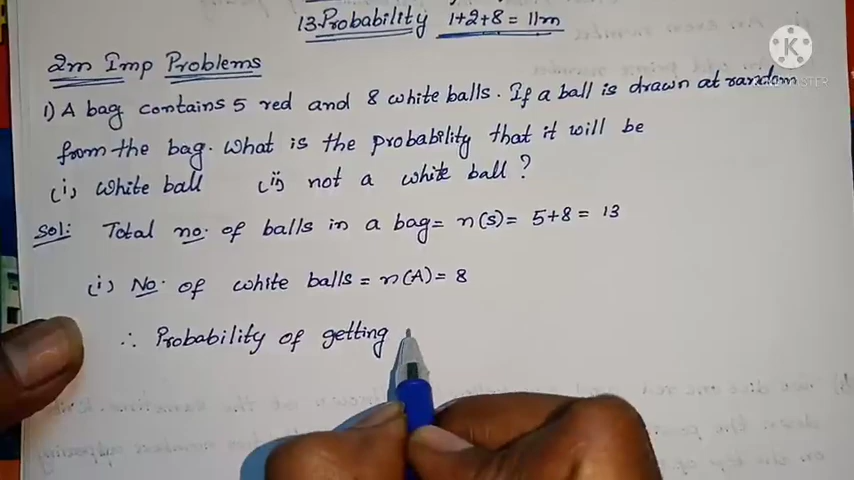 13. Probability 1+2+8 = 11m
2m Imp Problems
1) A bag contains 5 red and 8 white balls. If a ball is drawn at random
from the bag. What is the probability that it will be
(i) White ball (ii) not a white ball?
Sol: Total no. of balls in a bag = n(S) = 5+8 = 13
(i) No. of white balls = n(A) = 8
∴ Probability of getting